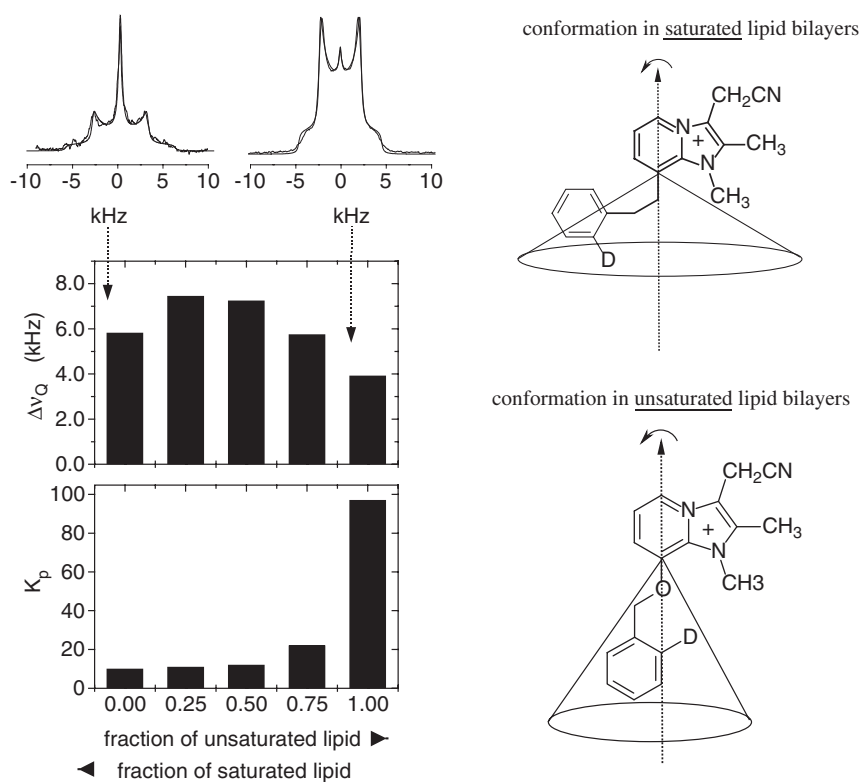 -10 -5 0 5 10
kHz
-10 -5 0 5 10
kHz
8.0
6.0
4.0
2.0
0.0
ΔνQ (kHz)
100
80
60
40
20
0
Kp
0.00 0.25 0.50 0.75 1.00
fraction of unsaturated lipid ►
◄ fraction of saturated lipid
conformation in saturated lipid bilayers
CH2CN
N
+
CH3
N
CH3
D
conformation in unsaturated lipid bilayers
CH2CN
N
+
CH3
N
CH3
O
D